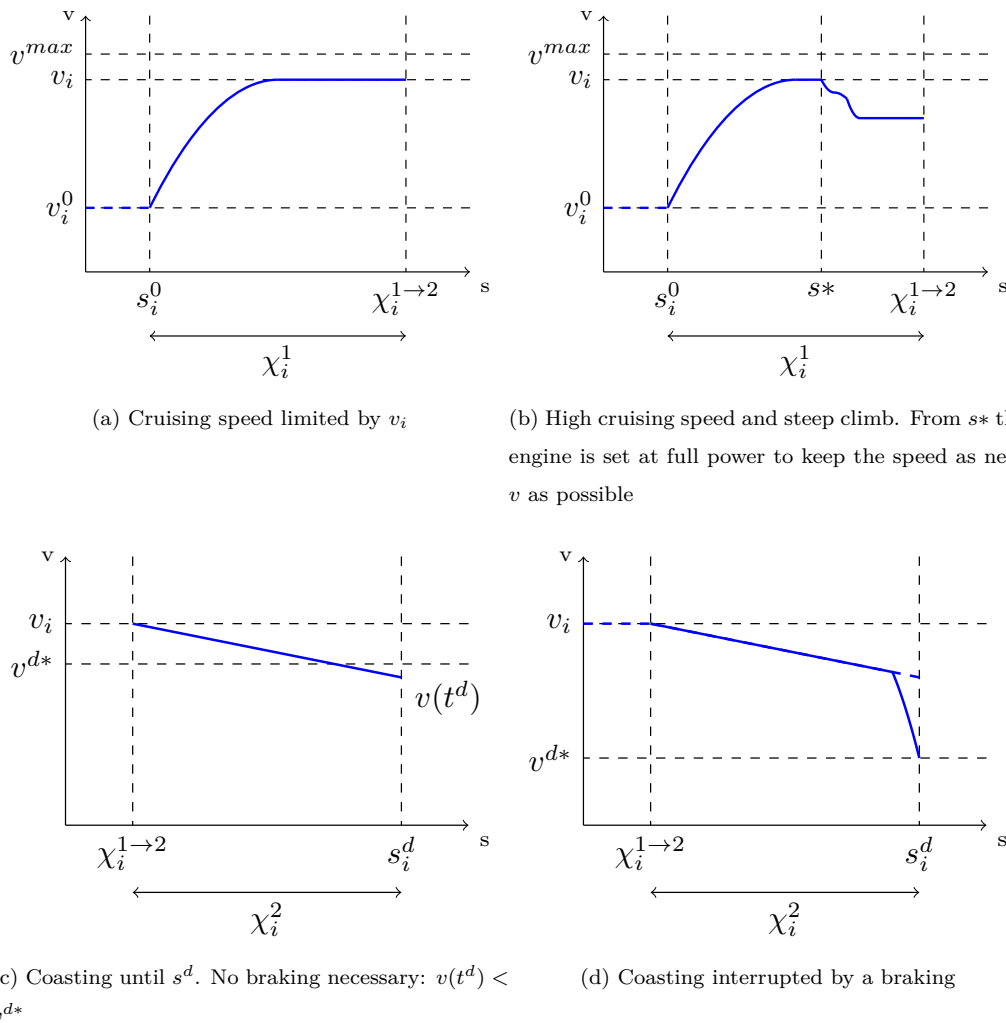 v
v^{max}
v_i
v_i^0
s_i^0
χ_i^{1→2}
s
χ_i^1
(a) Cruising speed limited by v_i
v
v^{max}
v_i
v_i^0
s_i^0
s*
χ_i^{1→2}
s
χ_i^1
(b) High cruising speed and steep climb. From s*
engine is set at full power to keep the speed as
v as possible
v
v_i
v^{d*}
v(t^d)
χ_i^{1→2}
s_i^d
s
χ_i^2
c) Coasting until s^d. No braking necessary: v(t^d) <
v^{d*}
v
v_i
v^{d*}
χ_i^{1→2}
s_i^d
s
χ_i^2
(d) Coasting interrupted by a braking